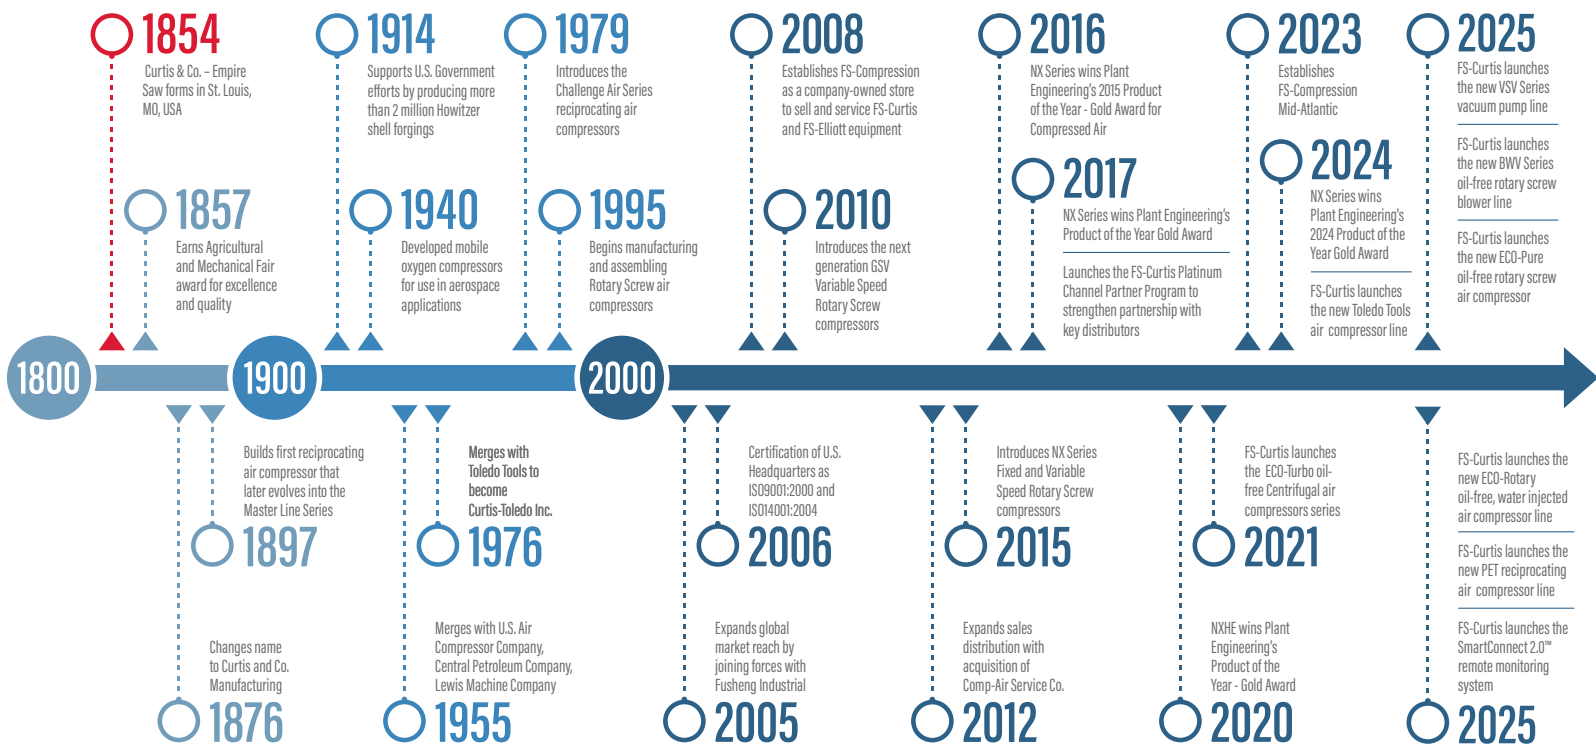 1854
Curtis & Co. – Empire
Saw forms in St. Louis,
MO, USA
1857
Earns Agricultural
and Mechanical Fair
award for excellence
and quality
1914
Supports U.S. Government
efforts by producing more
than 2 million Howitzer
shell forgings
1940
Developed mobile
oxygen compressors
for use in aerospace
applications
1979
Introduces the
Challenge Air Series
reciprocating air
compressors
1995
Begins manufacturing
and assembling
Rotary Screw air
compressors
2008
Establishes FS-Compression
as a company-owned store
to sell and service FS-Curtis
and FS-Elliott equipment
2010
Introduces the next
generation GSV
Variable Speed
Rotary Screw
compressors
2016
NX Series wins Plant
Engineering's 2015 Product
of the Year - Gold Award for
Compressed Air
2017
NX Series wins Plant Engineering's
Product of the Year Gold Award
Launches the FS-Curtis Platinum
Channel Partner Program to
strengthen partnership with
key distributors
2023
Establishes
FS-Compression
Mid-Atlantic
2024
NX Series wins
Plant Engineering's
2024 Product of the
Year Gold Award
FS-Curtis launches
the new Toledo Tools
air compressor line
2025
FS-Curtis launches
the new VSV Series
vacuum pump line
FS-Curtis launches
the new BWV Series
oil-free rotary screw
blower line
FS-Curtis launches
the new ECO-Pure
oil-free rotary screw
air compressor
1800
1900
2000
Builds first reciprocating
air compressor that
later evolves into the
Master Line Series
1897
Changes name
to Curtis and Co.
Manufacturing
1876
Merges with
Toledo Tools to
become
Curtis-Toledo Inc.
1976
Merges with U.S. Air
Compressor Company,
Central Petroleum Company,
Lewis Machine Company
1955
Certification of U.S.
Headquarters as
ISO9001:2000 and
ISO14001:2004
2006
Expands global
market reach by
joining forces with
Fusheng Industrial
2005
Introduces NX Series
Fixed and Variable
Speed Rotary Screw
compressors
2015
Expands sales
distribution with
acquisition of
Comp-Air Service Co.
2012
FS-Curtis launches
the ECO-Turbo oil-
free Centrifugal air
compressors series
2021
NXHE wins Plant
Engineering's
Product of the
Year - Gold Award
2020
FS-Curtis launches the
new ECO-Rotary
oil-free, water injected
air compressor line
FS-Curtis launches the
new PET reciprocating
air compressor line
FS-Curtis launches the
SmartConnect 2.0™
remote monitoring
system
2025